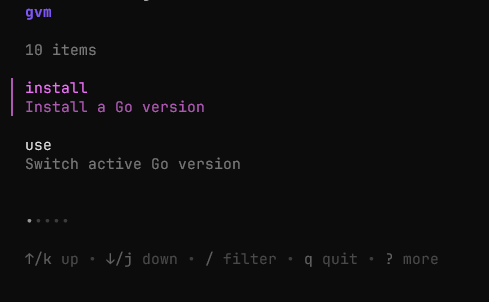 gvm
10 items
install
Install a Go version
use
Switch active Go version
•••••
↑/k up • ↓/j down • / filter • q quit • ? more